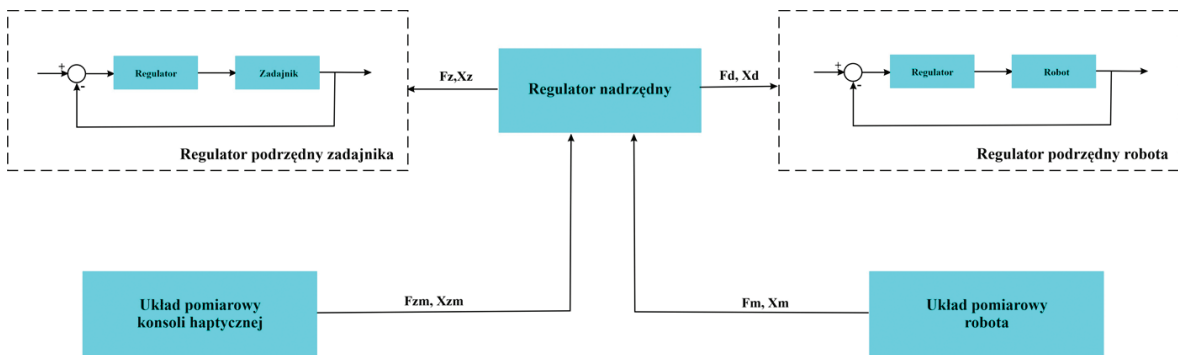 +
-
Regulator
Zadajnik
Regulator podrzędny zadajnika
Fz,Xz
Regulator nadrzędny
Fd, Xd
+
-
Regulator
Robot
Regulator podrzędny robota
Układ pomiarowy
konsoli haptycznej
Fzm, Xzm
Fm, Xm
Układ pomiarowy
robota